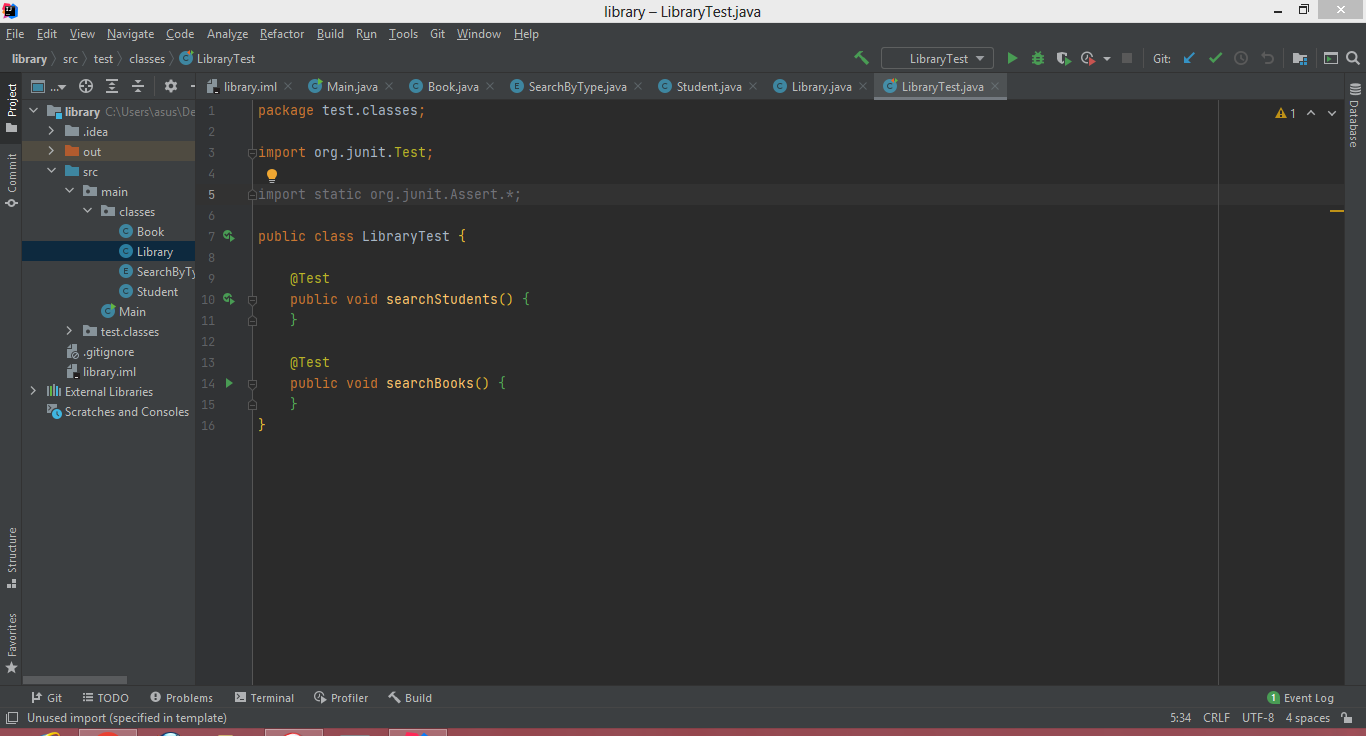 library – LibraryTest.java
File Edit View Navigate Code Analyze Refactor Build Run Tools Git Window Help
library src test classes LibraryTest
LibraryTest Git:
Project
... library.iml Main.java Book.java SearchByType.java Student.java Library.java LibraryTest.java
library C:\Users\asus\De
.idea
out
src
main
classes
Book
Library
SearchByTy
Student
Main
test.classes
.gitignore
library.iml
External Libraries
Scratches and Consoles
Commit
Structure
Favorites
Database
1
1 package test.classes;
2
3 import org.junit.Test;
4
5 import static org.junit.Assert.*;
6
7 public class LibraryTest {
8
9 @Test
10 public void searchStudents() {
11 }
12
13 @Test
14 public void searchBooks() {
15 }
16 }
Git TODO Problems Terminal Profiler Build 1 Event Log
Unused import (specified in template) 5:34 CRLF UTF-8 4 spaces